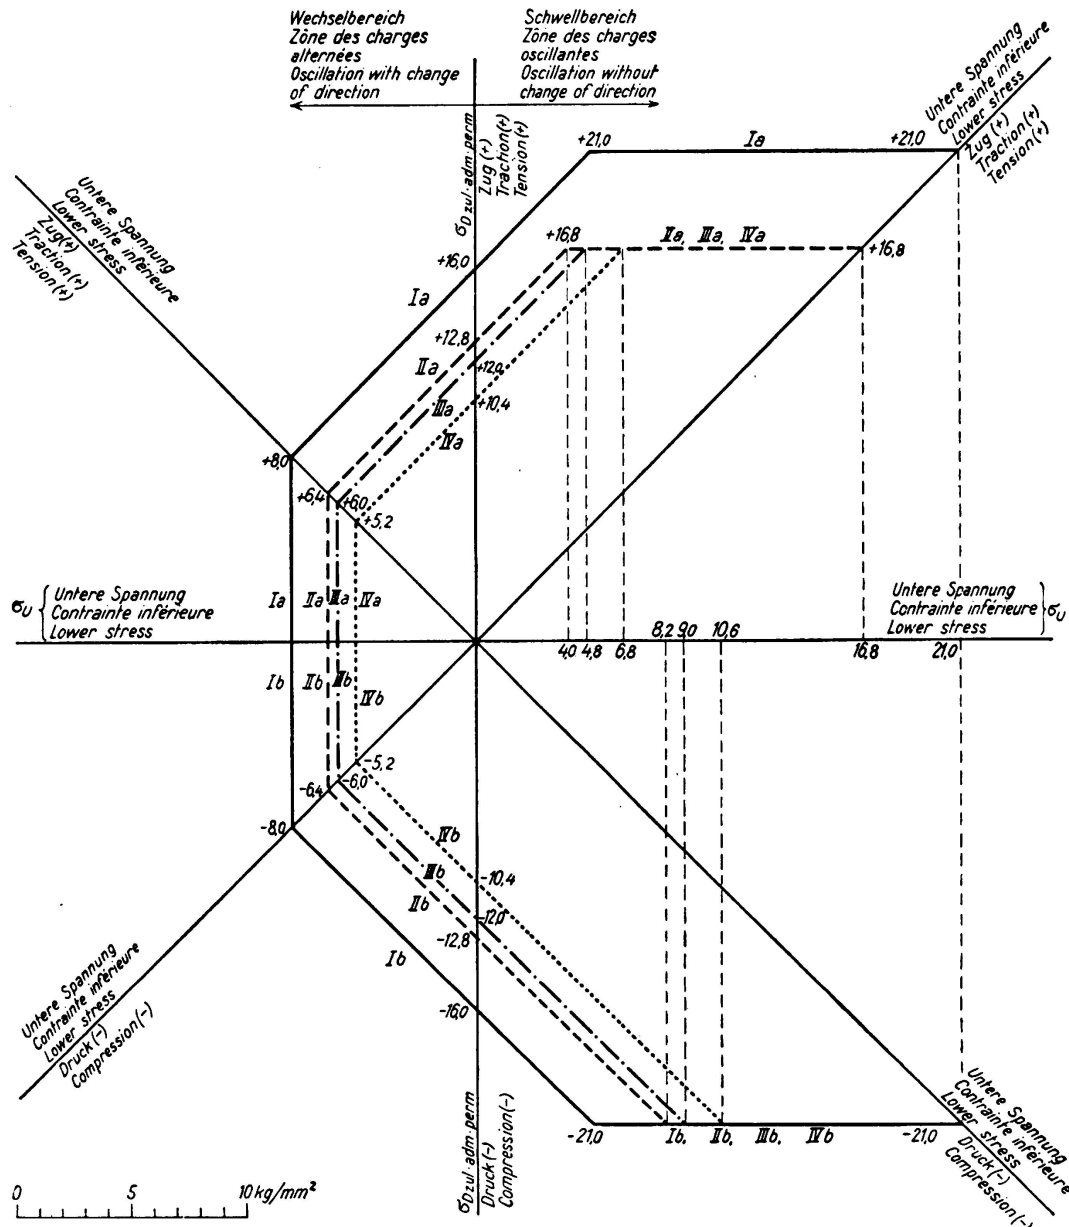 Wechselbereich
Zône des charges
alternées
Oscillation with change
of direction
Schwellbereich
Zône des charges
oscillantes
Oscillation without
change of direction
Untere Spannung
Contrainte inférieure
Lower stress
Zug (+)
Traction(+)
Tension(+)
σD zul·adm·perm
Zug (+)
Traction(+)
Tension(+)
+21,0
Ia
+21,0
Untere Spannung
Contrainte inférieure
Lower stress
Zug(+)
Traction(+)
Tension(+)
+16,8
IIa, IIIa, IVa
+16,8
+16,0
Ia
+12,8
IIa
+12,0
IIIa
+10,4
IVa
+8,0
+6,4
+6,0
+5,2
σU
Untere Spannung
Contrainte inférieure
Lower stress
Ia
IIa
IIIa
IVa
Untere Spannung
Contrainte inférieure
Lower stress
σU
8,2
9,0
10,6
4,0
4,8
6,8
16,8
21,0
Ib
IIb
IIIb
IVb
-5,2
-6,0
-6,4
-8,0
IVb
IIIb
-10,4
IIb
-12,0
-12,8
Ib
-16,0
Untere Spannung
Contrainte inférieure
Lower stress
Druck(-)
Compression(-)
-21,0
Ib, IIb, IIIb, IVb
-21,0
σD zul·adm·perm
Druck(-)
Compression(-)
Untere Spannung
Contrainte inférieure
Lower stress
Druck(-)
Compression(-)
0 5 10 kg/mm²